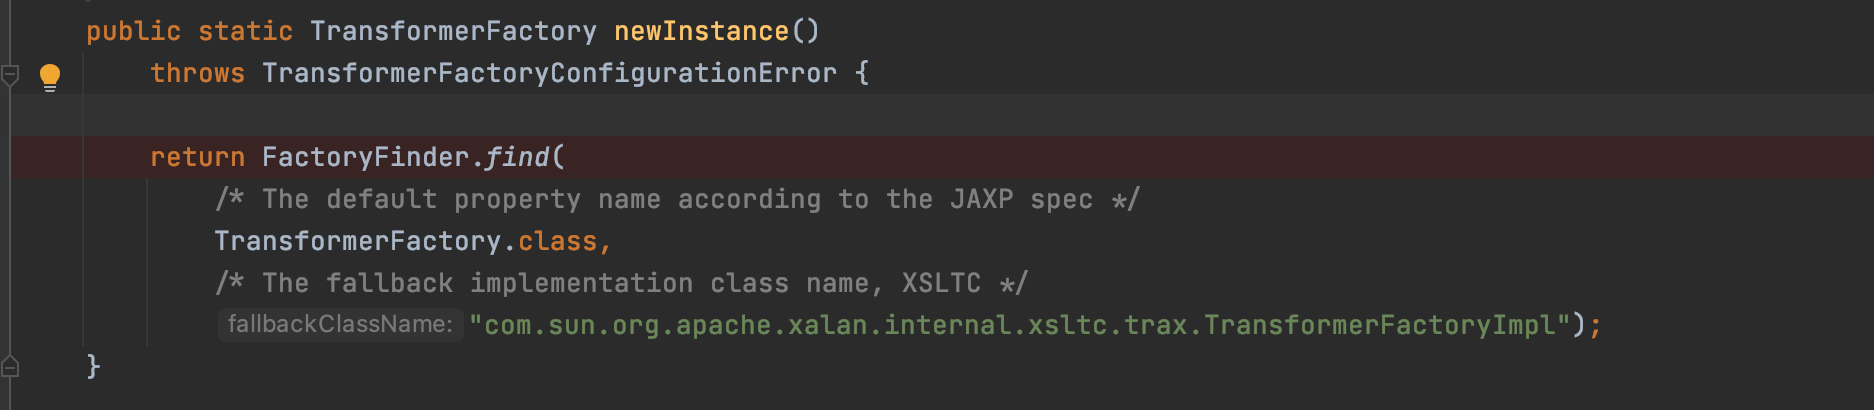 public static TransformerFactory newInstance()
throws TransformerFactoryConfigurationError {
return FactoryFinder.find(
/* The default property name according to the JAXP spec */
TransformerFactory.class,
/* The fallback implementation class name, XSLTC */
fallbackClassName: "com.sun.org.apache.xalan.internal.xsltc.trax.TransformerFactoryImpl");
}